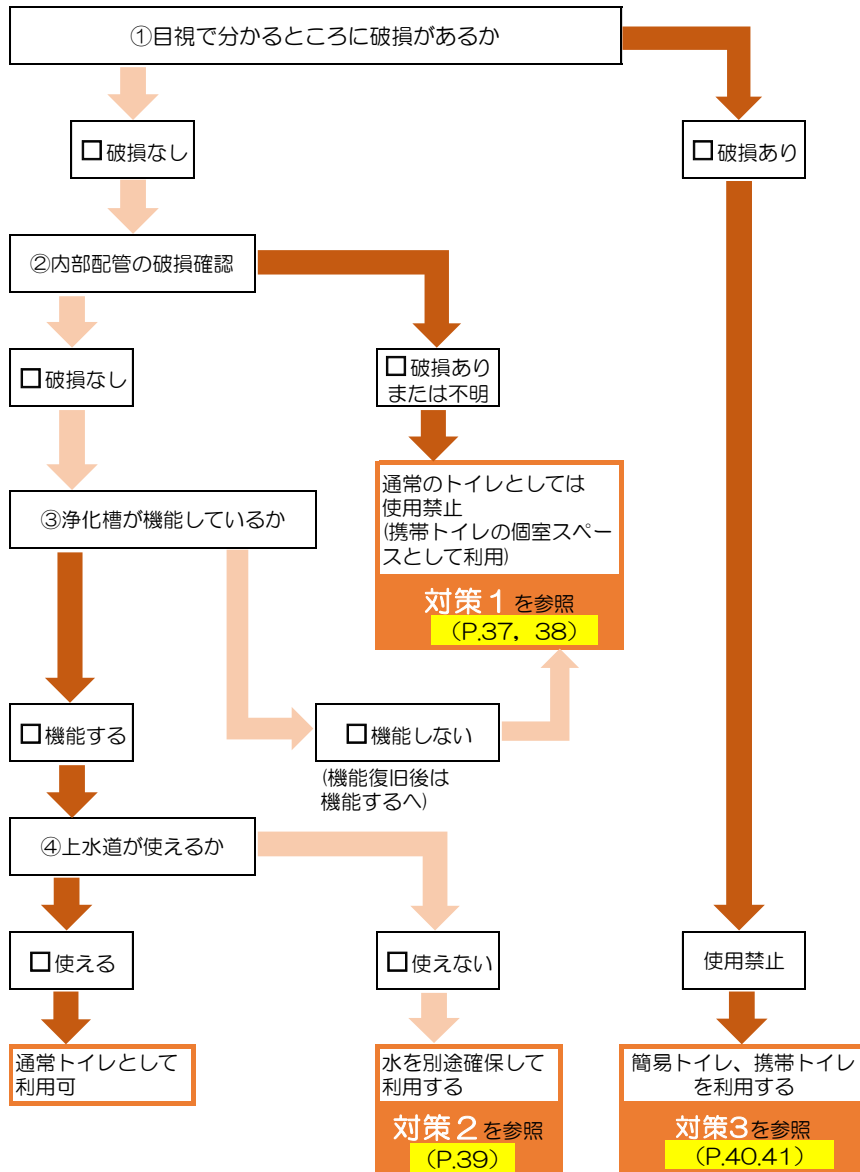 ①目視で分かるところに破損があるか
□破損なし
□破損あり
②内部配管の破損確認
□破損なし
□破損あり
または不明
通常のトイレとしては
使用禁止
(携帯トイレの個室スペー
スとして利用)
対策1を参照
(P.37, 38)
③浄化槽が機能しているか
□機能する
□機能しない
(機能復旧後は
機能するへ)
④上水道が使えるか
□使える
□使えない
使用禁止
通常トイレとして
利用可
水を別途確保して
利用する
対策2を参照
(P.39)
簡易トイレ、携帯トイレ
を利用する
対策3を参照
(P.40.41)